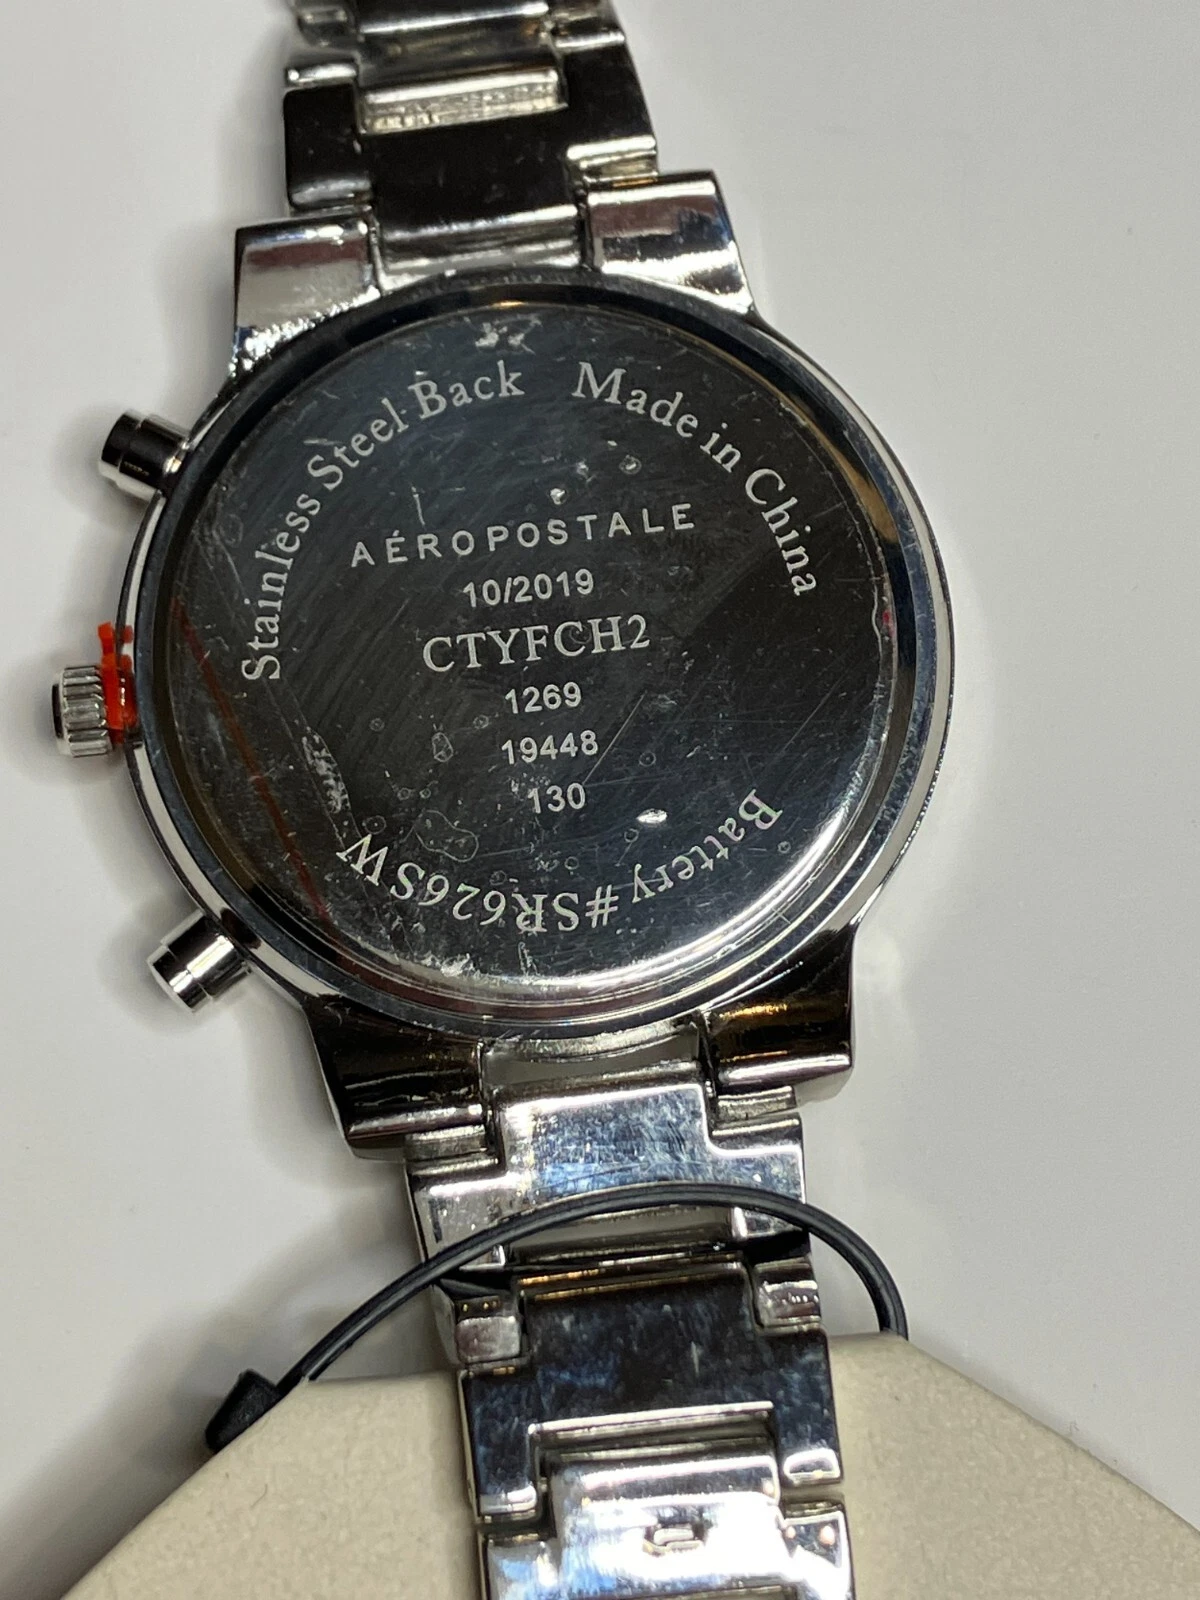 Stainless Steel Back Made in China
AÉROPOSTALE
10/2019
CTYFCH2
1269
19448
130
Battery #SR626SW